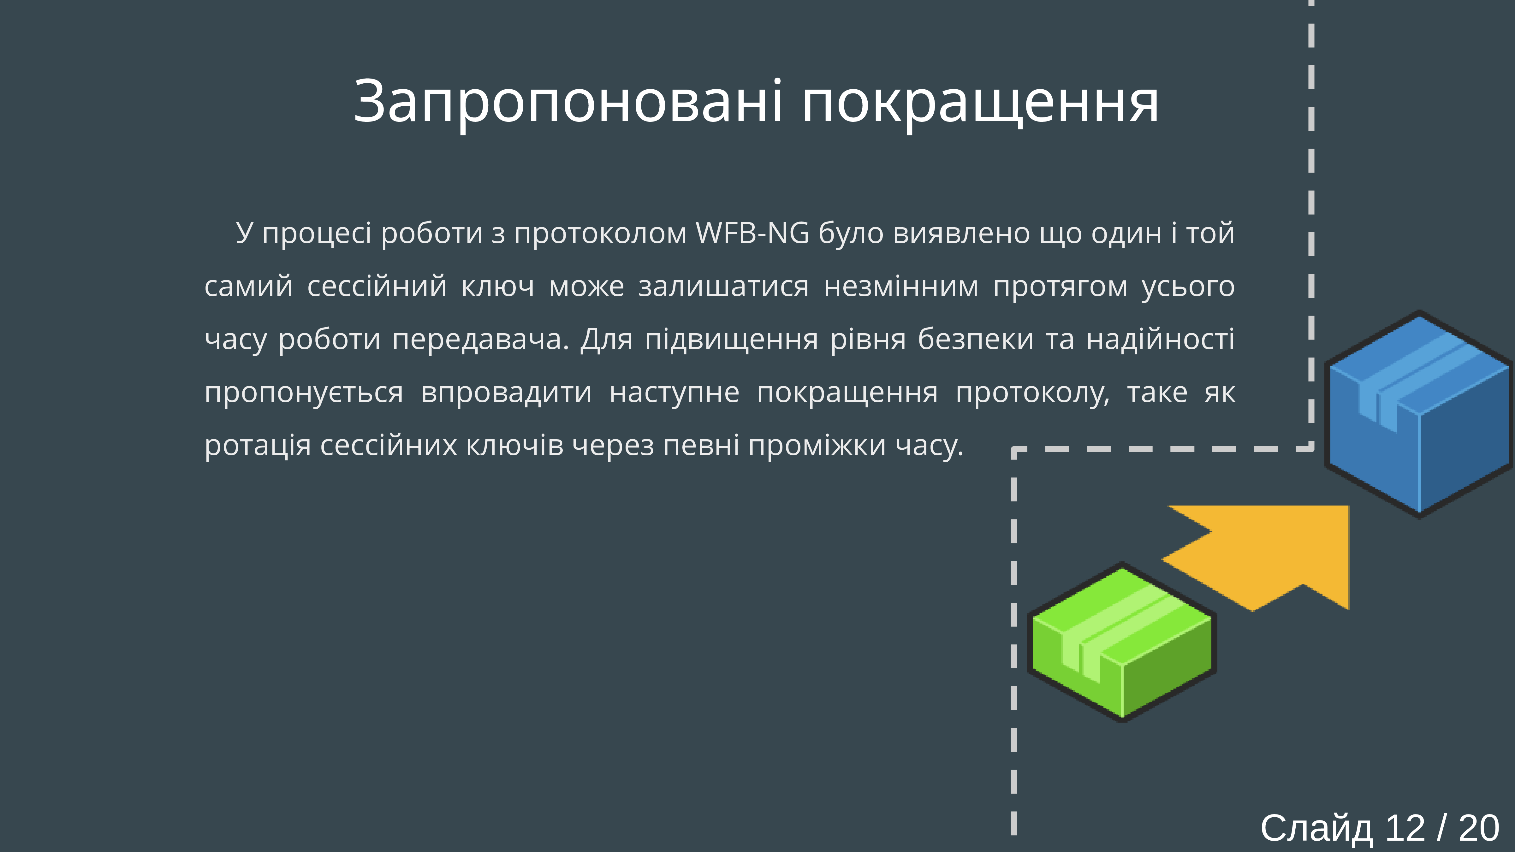 Запропоновані покращення
У процесі роботи з протоколом WFB-NG було виявлено що один і той
самий сессійний ключ може залишатися незмінним протягом усього
часу роботи передавача. Для підвищення рівня безпеки та надійності
пропонується впровадити наступне покращення протоколу, таке як
ротація сессійних ключів через певні проміжки часу.
Слайд 12 / 20